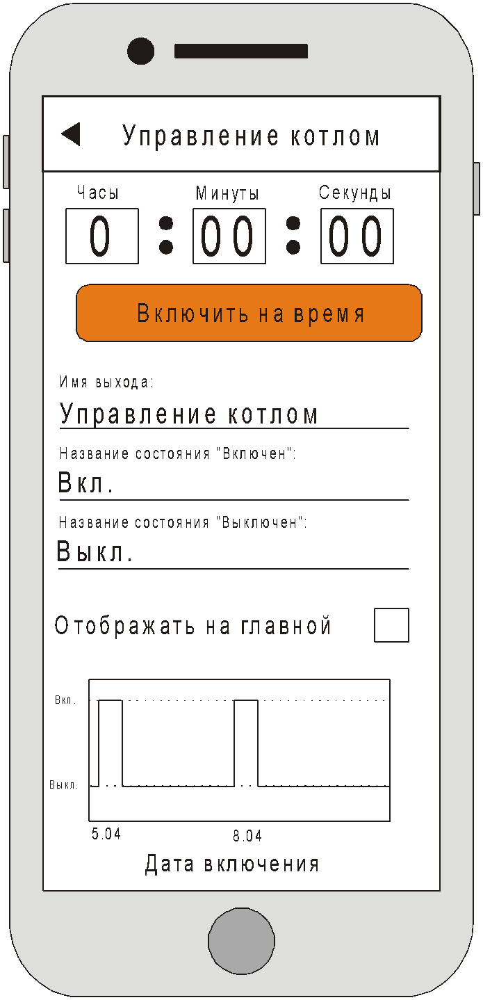 Управление котлом
Часы Минуты Секунды
0 : 00 : 00
Включить на время
Имя выхода:
Управление котлом
Название состояния "Включен":
Вкл.
Название состояния "Выключен":
Выкл.
Отображать на главной
Вкл.
Выкл.
5.04 8.04
Дата включения